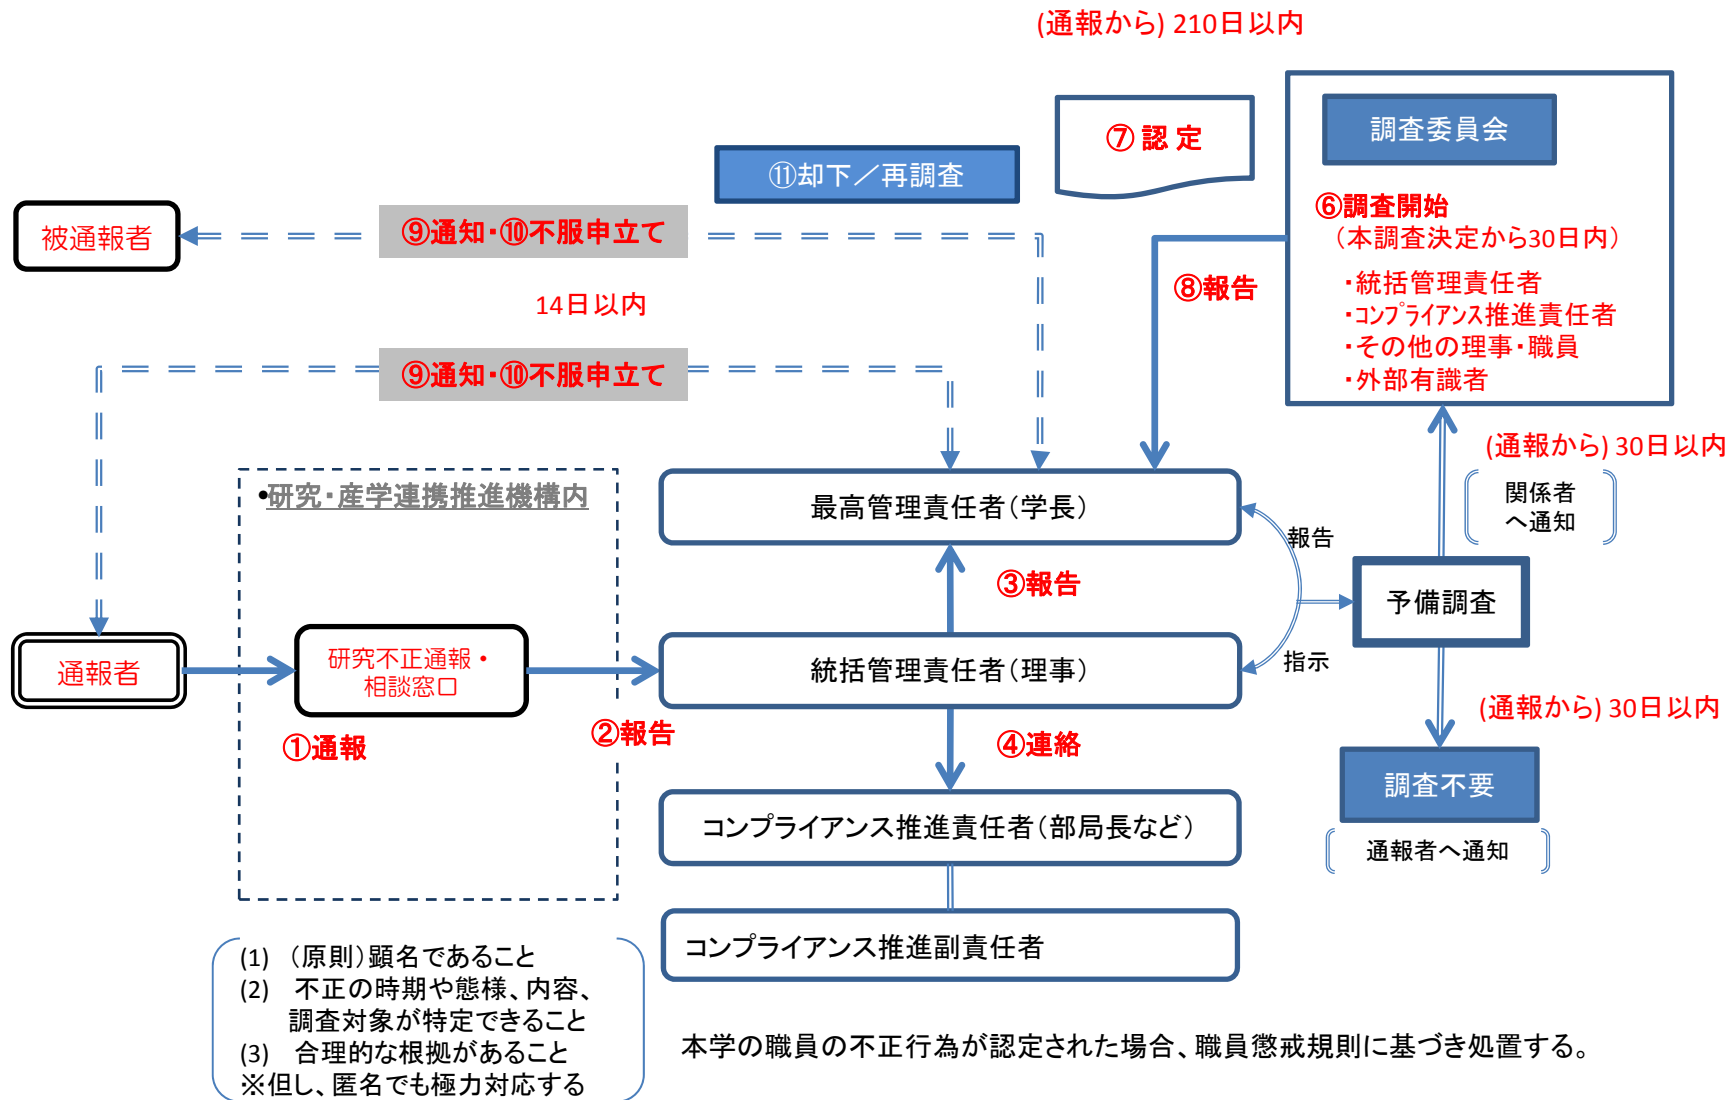 (通報から) 210日以内
調査委員会
⑦ 認 定
⑪却下／再調査
⑥調査開始
（本調査決定から30日内）
・統括管理責任者
・コンプライアンス推進責任者
・その他の理事・職員
・外部有識者
被通報者
⑨通知・⑩不服申立て
⑧報告
14日以内
⑨通知・⑩不服申立て
(通報から) 30日以内
関係者
へ通知
•研究・産学連携推進機構内
最高管理責任者（学長）
報告
③報告
予備調査
通報者
研究不正通報・
相談窓口
統括管理責任者（理事）
指示
①通報
②報告
④連絡
(通報から) 30日以内
調査不要
通報者へ通知
コンプライアンス推進責任者（部局長など）
コンプライアンス推進副責任者
(1) （原則）顕名であること
(2) 不正の時期や態様、内容、
調査対象が特定できること
(3) 合理的な根拠があること
※但し、匿名でも極力対応する
本学の職員の不正行為が認定された場合、職員懲戒規則に基づき処置する。